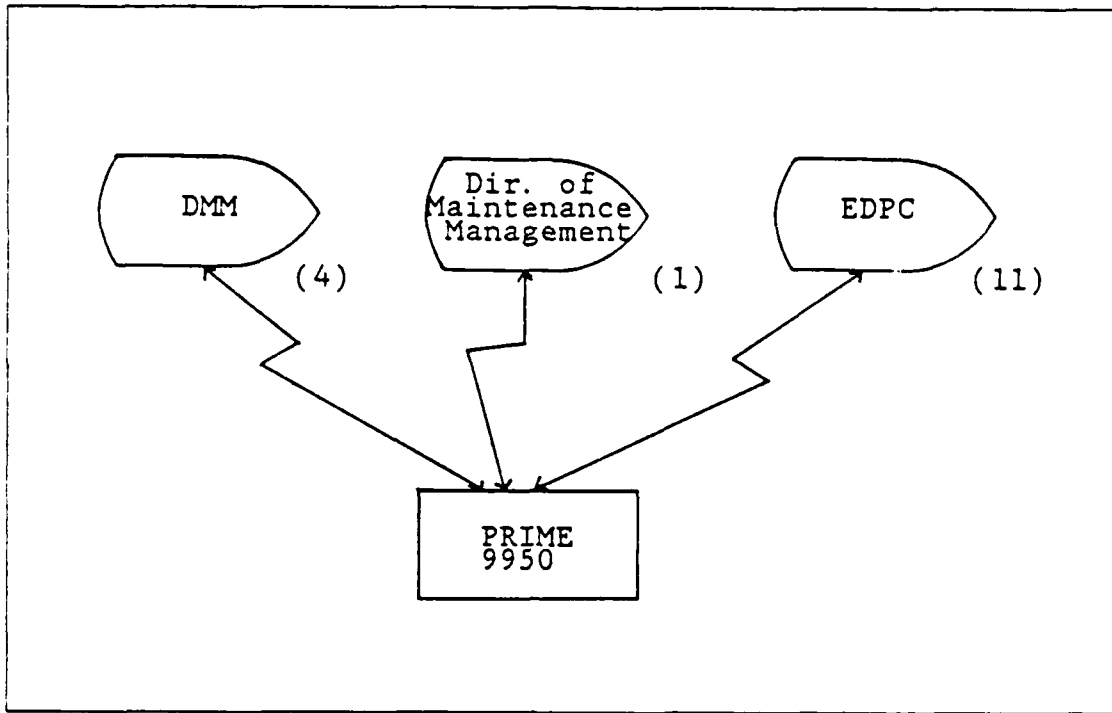 DMM
(4)
Dir. of
Maintenance
Management
(1)
EDPC
(11)
PRIME
9950